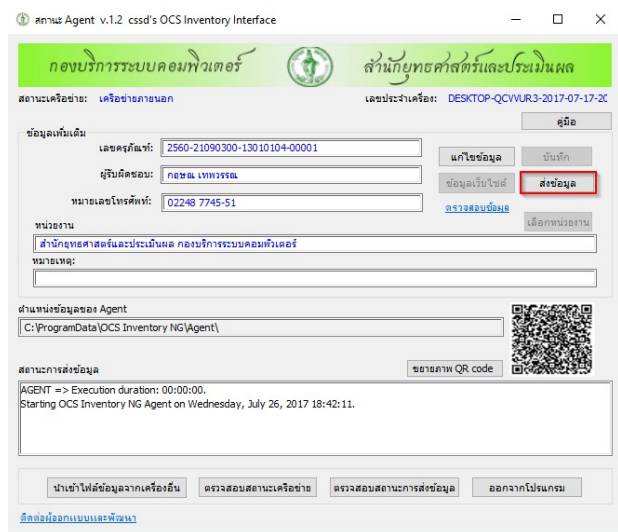 สถานะ Agent v.1.2 cssd's OCS Inventory Interface
กองบริการระบบคอมพิวเตอร์ สำนักยุทธศาสตร์และประเมินผล
สถานะเครือข่าย: เครือข่ายภายนอก เลขประจำเครื่อง: DESKTOP-QCVVUR3-2017-07-17-20
คู่มือ
ข้อมูลเพิ่มเติม
เลขครุภัณฑ์: 2560-21090300-13010104-00001
แก้ไขข้อมูล บันทึก
ผู้รับผิดชอบ: กฤษณ เทพวรรณ
ข้อมูลเว็บไซต์ ส่งข้อมูล
หมายเลขโทรศัพท์: 02248 7745-51
ตรวจสอบข้อมูล
เลือกหน่วยงาน
หน่วยงาน
สำนักยุทธศาสตร์และประเมินผล กองบริการระบบคอมพิวเตอร์
หมายเหตุ:
ตำแหน่งข้อมูลของ Agent
C:\ProgramData\OCS Inventory NG\Agent\
สถานะการส่งข้อมูล
ขยายภาพ QR code
AGENT => Execution duration: 00:00:00.
Starting OCS Inventory NG Agent on Wednesday, July 26, 2017 18:42:11.
นำเข้าไฟล์ข้อมูลจากเครื่องอื่น ตรวจสอบสถานะเครือข่าย ตรวจสอบสถานะการส่งข้อมูล ออกจากโปรแกรม
ติดต่อผู้ออกแบบและพัฒนา